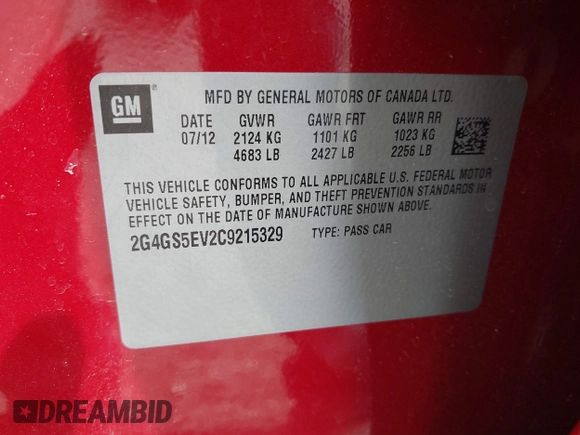 GM
MFD BY GENERAL MOTORS OF CANADA LTD.
DATE GVWR GAWR FRT GAWR RR
07/12 2124 KG 1101 KG 1023 KG
4683 LB 2427 LB 2256 LB
THIS VEHICLE CONFORMS TO ALL APPLICABLE U.S. FEDERAL MOTOR
VEHICLE SAFETY, BUMPER, AND THEFT PREVENTION STANDARDS IN
EFFECT ON THE DATE OF MANUFACTURE SHOWN ABOVE.
2G4GS5EV2C9215329 TYPE: PASS CAR
DREAMBID